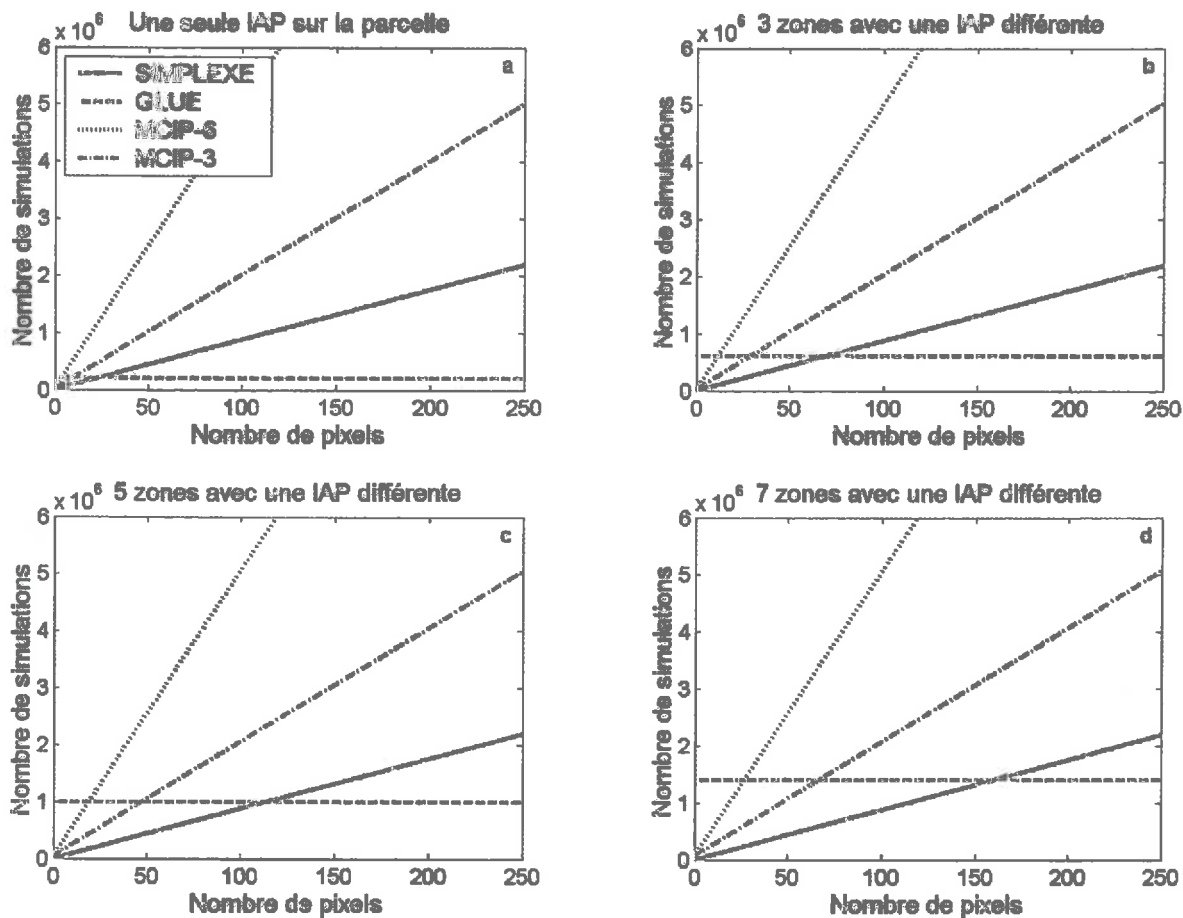 x 10⁶ Une seule IAP sur la parcelle
a
SIMPLEXE
GLUE
MCIP-6
MCIP-3
Nombre de simulations
6
5
4
3
2
1
0
0 50 100 150 200 250
Nombre de pixels
x 10⁶ 3 zones avec une IAP différente
b
Nombre de simulations
6
5
4
3
2
1
0
0 50 100 150 200 250
Nombre de pixels
x 10⁶ 5 zones avec une IAP différente
c
Nombre de simulations
6
5
4
3
2
1
0
0 50 100 150 200 250
Nombre de pixels
x 10⁶ 7 zones avec une IAP différente
d
Nombre de simulations
6
5
4
3
2
1
0
0 50 100 150 200 250
Nombre de pixels